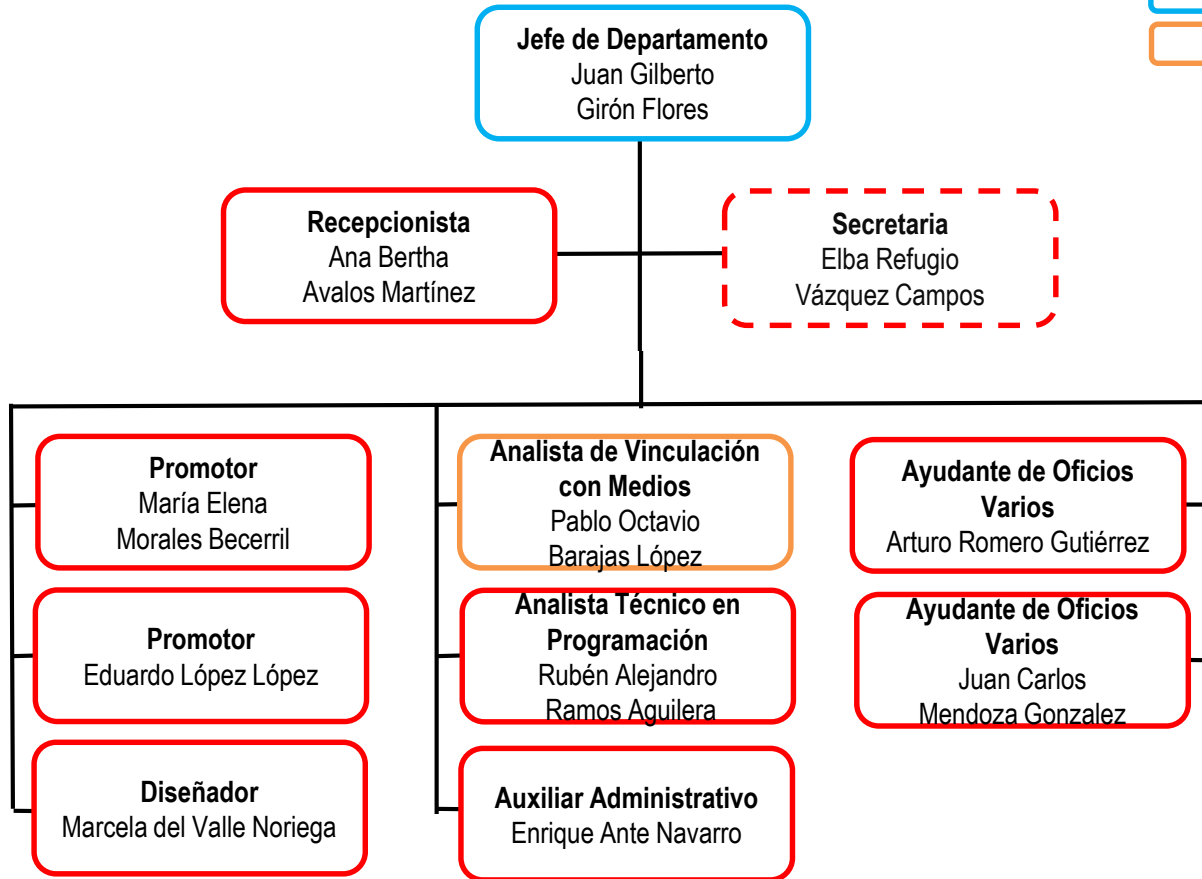 Jefe de Departamento
Juan Gilberto
Girón Flores
Recepcionista
Ana Bertha
Avalos Martínez
Secretaria
Elba Refugio
Vázquez Campos
Promotor
María Elena
Morales Becerril
Analista de Vinculación
con Medios
Pablo Octavio
Barajas López
Ayudante de Oficios
Varios
Arturo Romero Gutiérrez
Promotor
Eduardo López López
Analista Técnico en
Programación
Rubén Alejandro
Ramos Aguilera
Ayudante de Oficios
Varios
Juan Carlos
Mendoza Gonzalez
Diseñador
Marcela del Valle Noriega
Auxiliar Administrativo
Enrique Ante Navarro